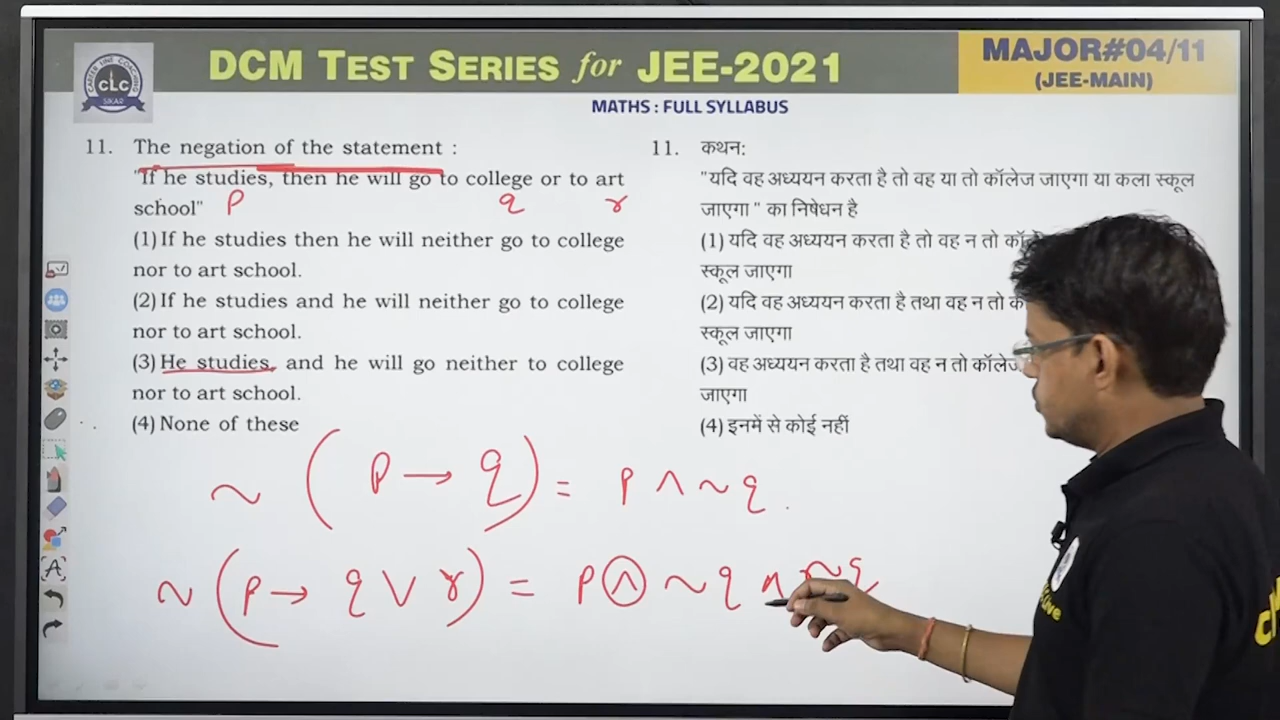 CAREER LINE COACHING
CLC
SIKAR
DCM TEST SERIES for JEE-2021
MAJOR#04/11
(JEE-MAIN)
MATHS : FULL SYLLABUS
11. The negation of the statement :
"If he studies, then he will go to college or to art
school"
p q r
(1) If he studies then he will neither go to college
nor to art school.
(2) If he studies and he will neither go to college
nor to art school.
(3) He studies, and he will go neither to college
nor to art school.
(4) None of these
11. कथन:
"यदि वह अध्ययन करता है तो वह या तो कॉलेज जाएगा या कला स्कूल
जाएगा " का निषेधन है
(1) यदि वह अध्ययन करता है तो वह न तो
स्कूल जाएगा
(2) यदि वह अध्ययन करता है तथा वह न तो
स्कूल जाएगा
(3) वह अध्ययन करता है तथा वह न तो कॉलेज
जाएगा
(4) इनमें से कोई नहीं
~ ( p → q ) = p ∧ ~ q .
~ ( p → q ∨ r ) = p ∧ ~ q ∧ ~ q